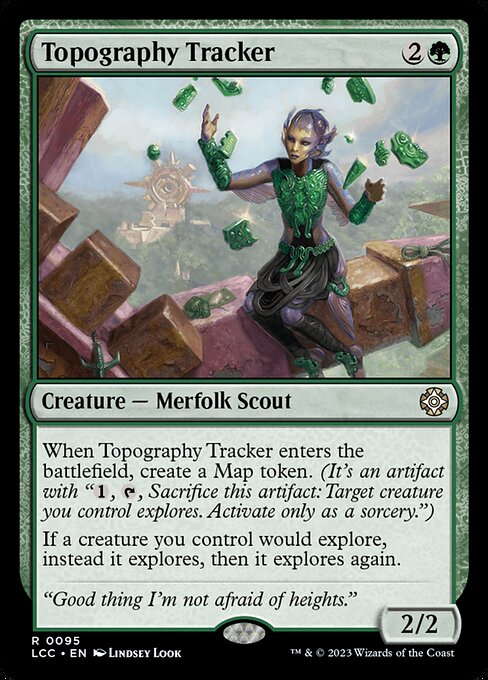 Topography Tracker 2
Creature — Merfolk Scout
When Topography Tracker enters the
battlefield, create a Map token. (It's an artifact
with “1, , Sacrifice this artifact: Target creature
you control explores. Activate only as a sorcery.”)
If a creature you control would explore,
instead it explores, then it explores again.
“Good thing I'm not afraid of heights.”
2/2
R 0095
LCC • EN Lindsey Look
™ & © 2023 Wizards of the Coast